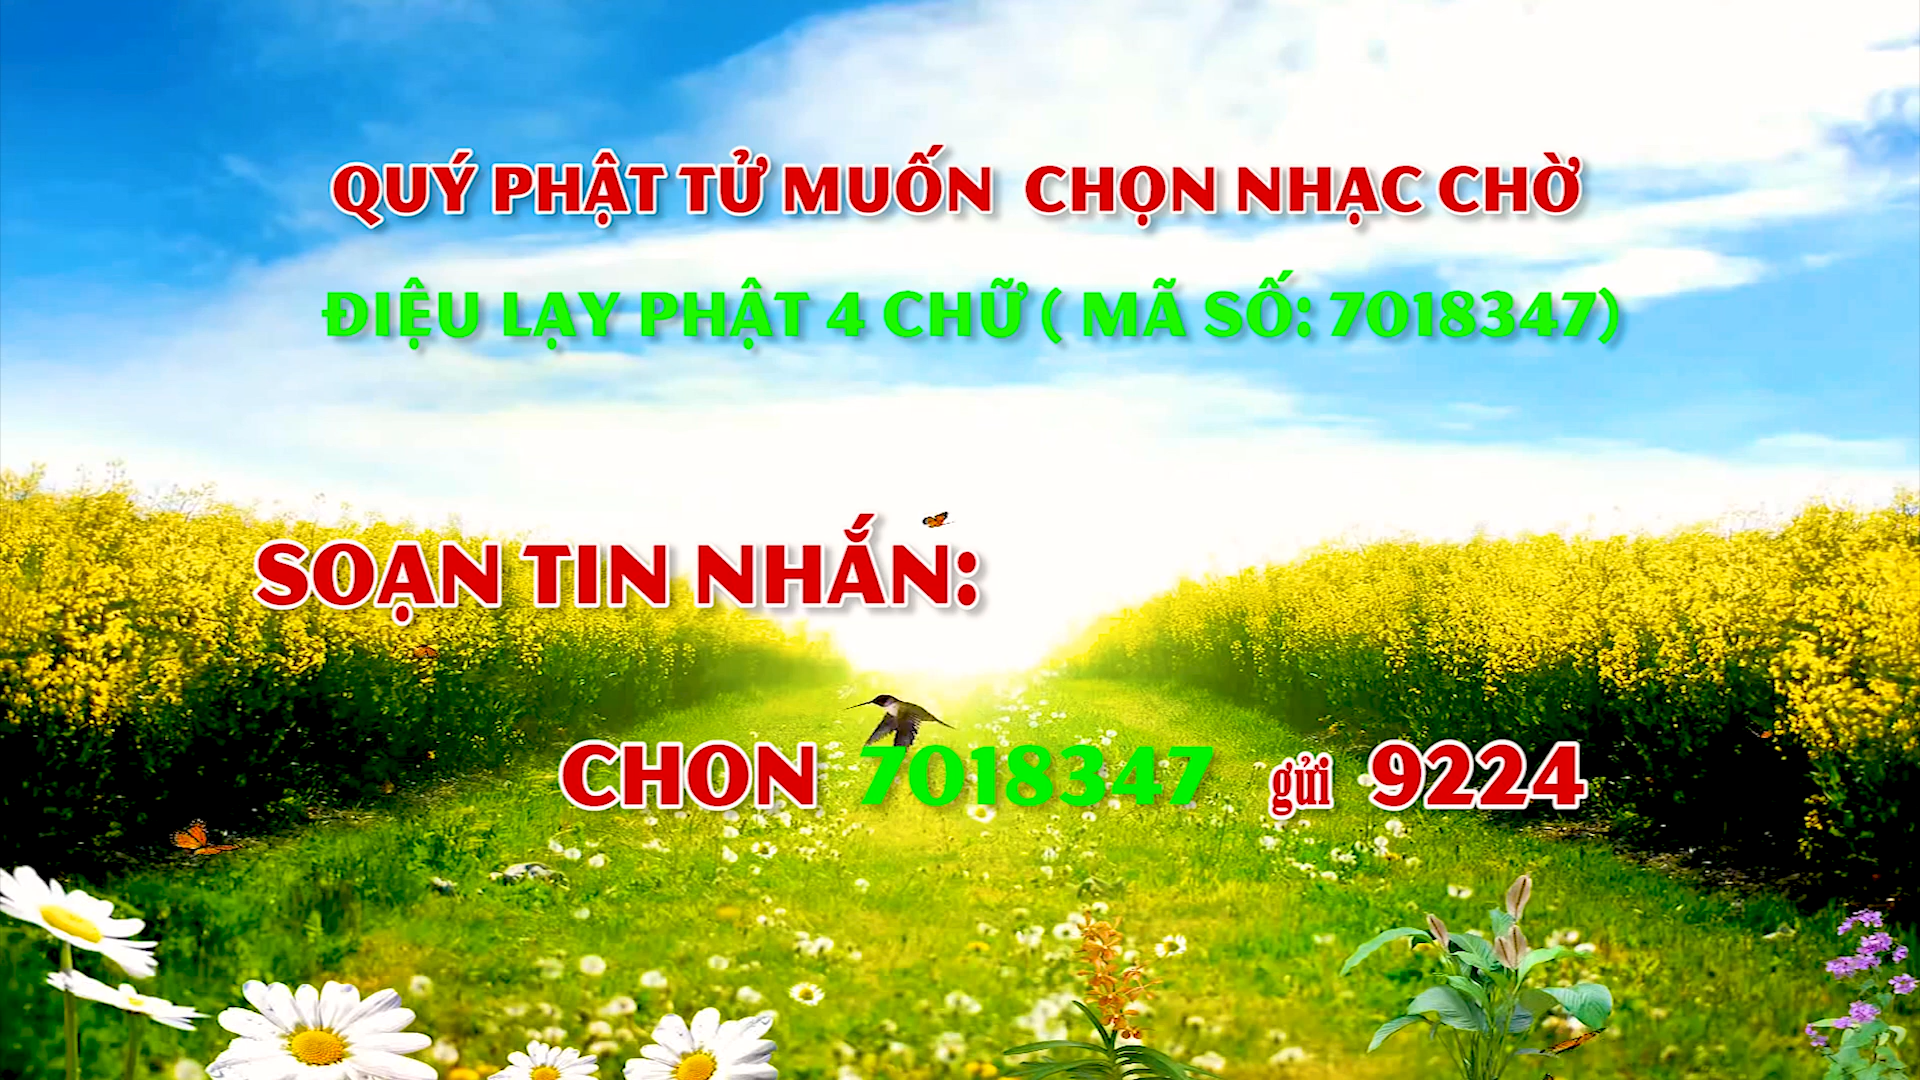 QUÝ PHẬT TỬ MUỐN CHỌN NHẠC CHỜ
ĐIỆU LẠY PHẬT 4 CHỮ ( MÃ SỐ: 7018347)
SOẠN TIN NHẮN:
CHON 7018347 gửi 9224